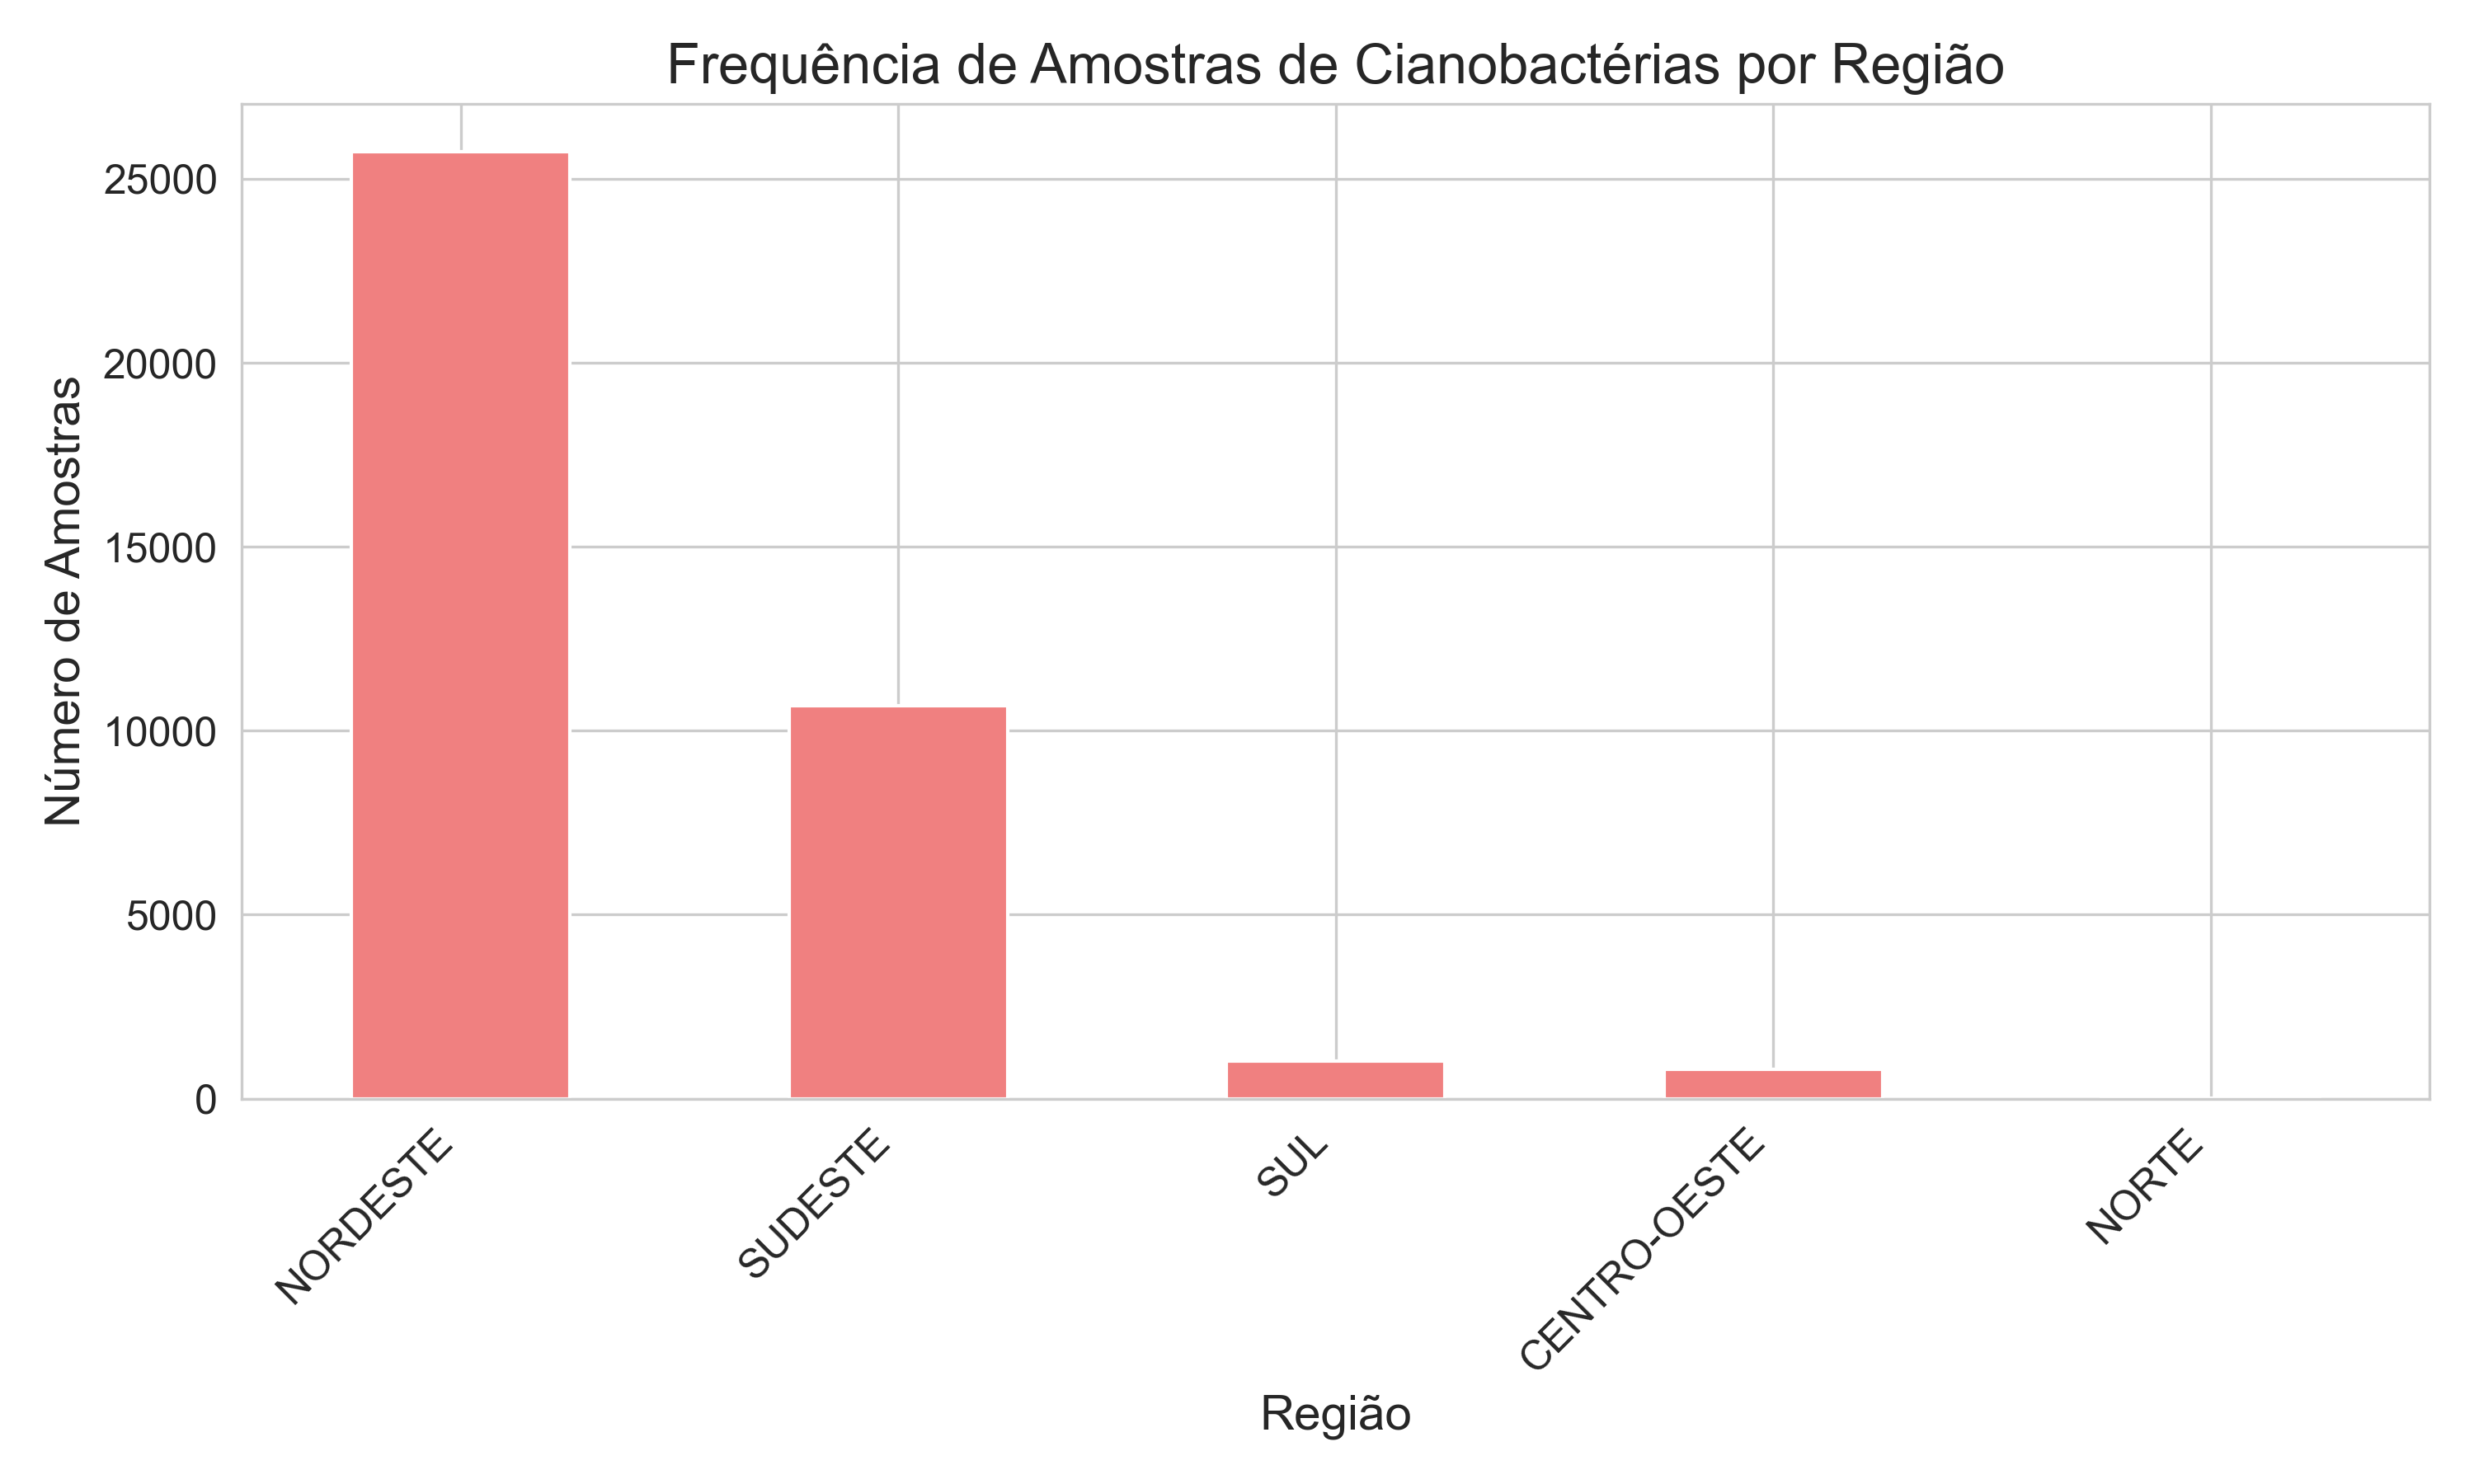 Frequência de Amostras de Cianobactérias por Região
Número de Amostras
25000
20000
15000
10000
5000
0
NORDESTE
SUDESTE
SUL
CENTRO-OESTE
NORTE
Região